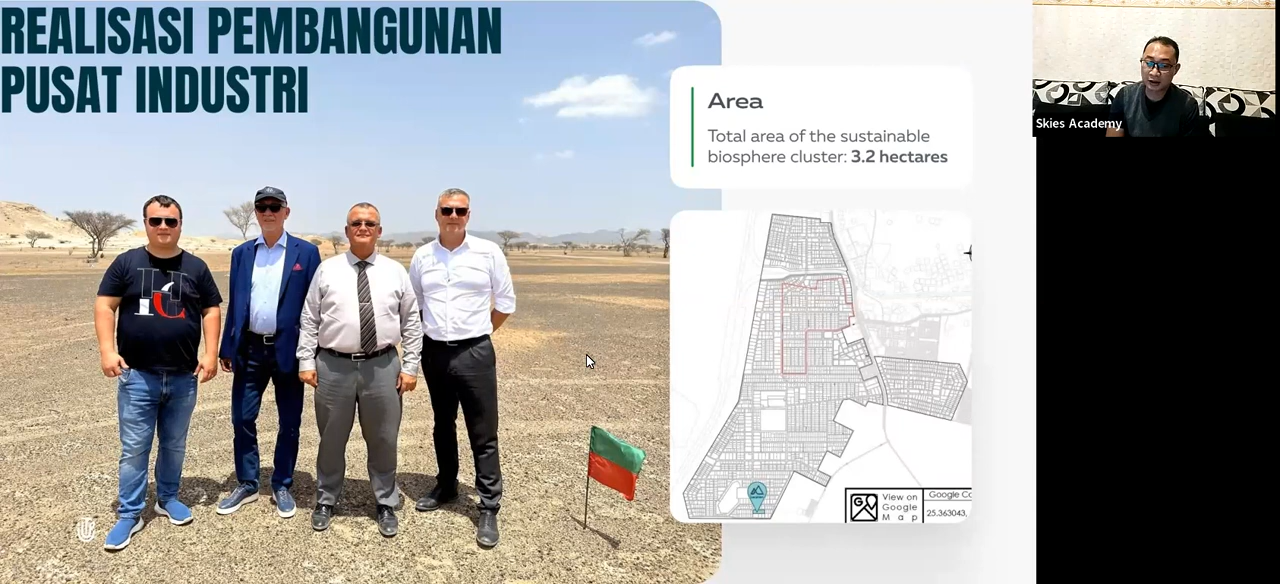 REALISASI PEMBANGUNAN
PUSAT INDUSTRI
Area
Total area of the sustainable
biosphere cluster: 3.2 hectares
View on
Google
Map
Google Co
25.363043,
Skies Academy